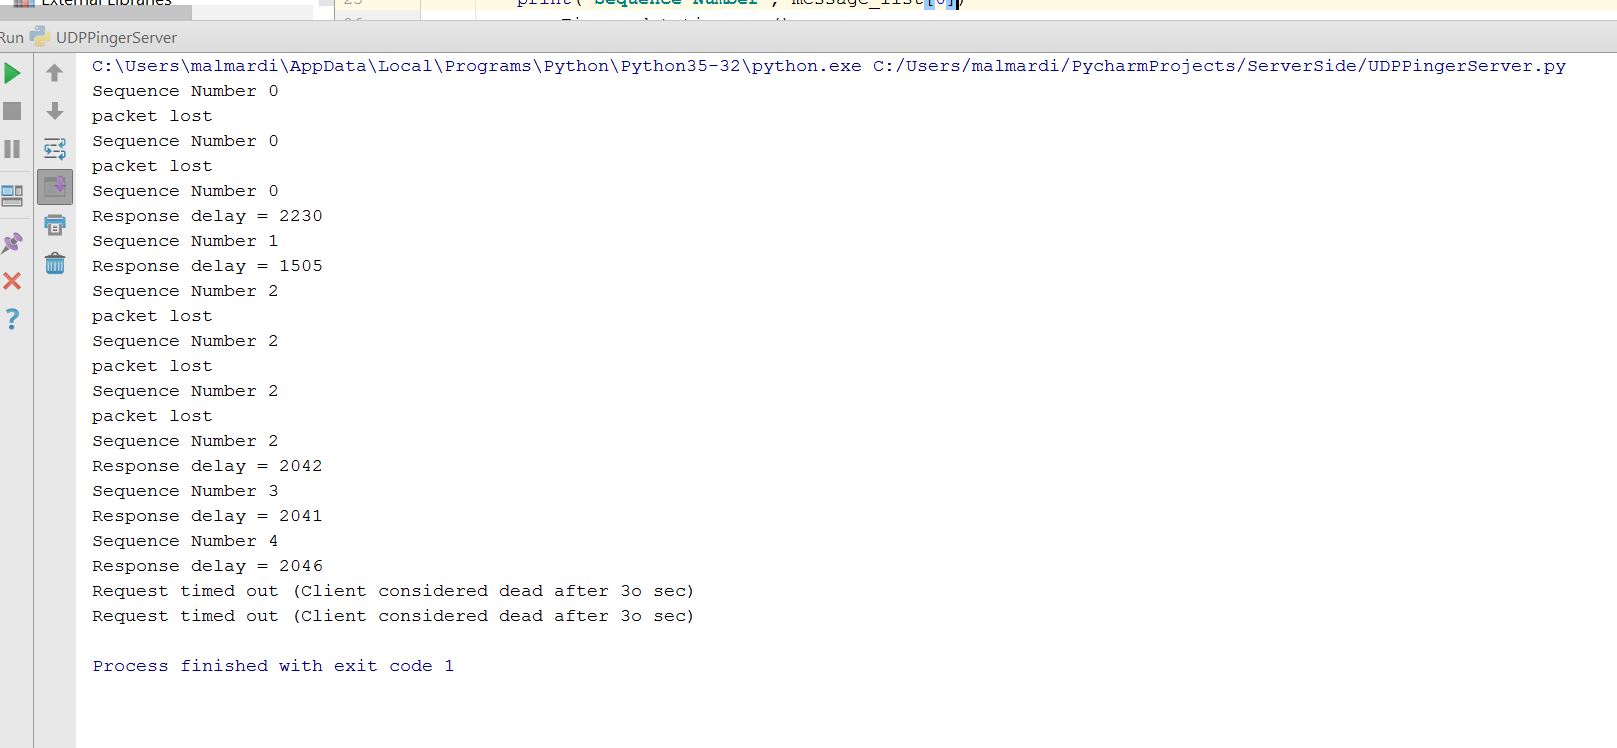 External Libraries
print("Sequence Number", message_list[0])
Run UDPPingerServer
C:\Users\malmardi\AppData\Local\Programs\Python\Python35-32\python.exe C:/Users/malmardi/PycharmProjects/ServerSide/UDPPingerServer.py
Sequence Number 0
packet lost
Sequence Number 0
packet lost
Sequence Number 0
Response delay = 2230
Sequence Number 1
Response delay = 1505
Sequence Number 2
packet lost
Sequence Number 2
packet lost
Sequence Number 2
packet lost
Sequence Number 2
Response delay = 2042
Sequence Number 3
Response delay = 2041
Sequence Number 4
Response delay = 2046
Request timed out (Client considered dead after 3o sec)
Request timed out (Client considered dead after 3o sec)
Process finished with exit code 1